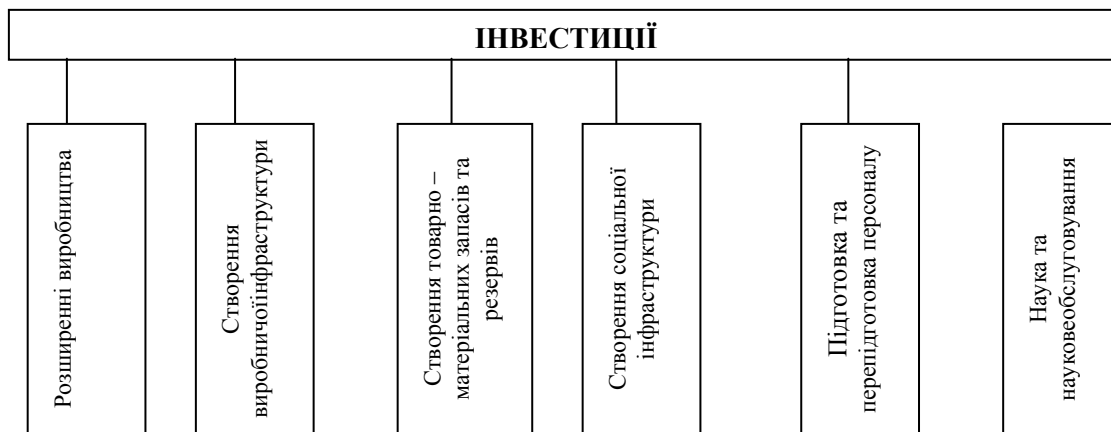 ІНВЕСТИЦІЇ
Розширенні виробництва
Створення
виробничоїінфраструктури
Створення товарно –
матеріальних запасів та
резервів
Створення соціальної
інфраструктури
Підготовка та
перепідготовка персоналу
Наука та
науковеобслуговування